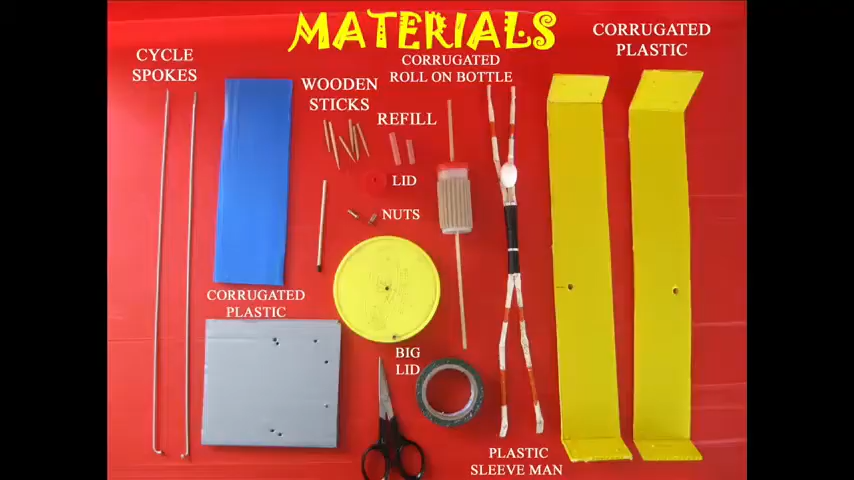 MATERIALS
CYCLE
SPOKES
WOODEN
STICKS
REFILL
CORRUGATED
ROLL ON BOTTLE
CORRUGATED
PLASTIC
LID
NUTS
CORRUGATED
PLASTIC
BIG
LID
PLASTIC
SLEEVE MAN